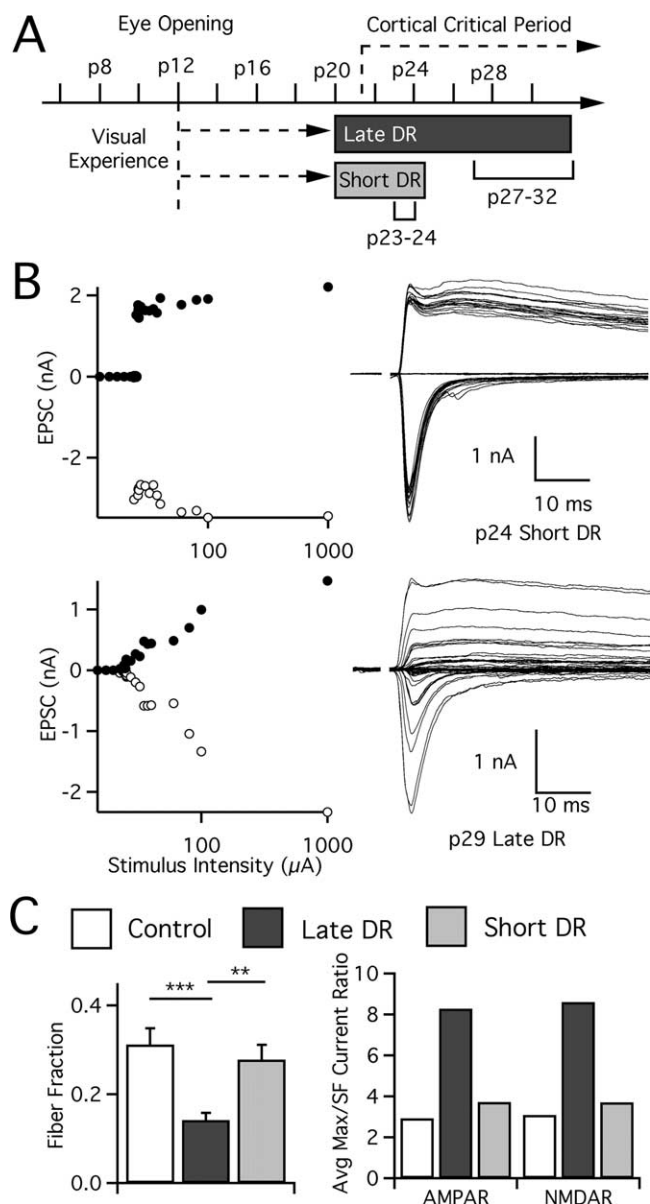 A
Eye Opening
Cortical Critical Period
p8 p12 p16 p20 p24 p28
Visual
Experience
Late DR
Short DR
p27-32
p23-24
B
2
0
-2
EPSC (nA)
100 1000
1 nA
10 ms
p24 Short DR
1
0
-1
-2
EPSC (nA)
100 1000
Stimulus Intensity (µA)
1 nA
10 ms
p29 Late DR
C
Control Late DR Short DR
*** **
0.4
0.2
0.0
Fiber Fraction
10
8
6
4
2
0
Avg Max/SF Current Ratio
AMPAR NMDAR